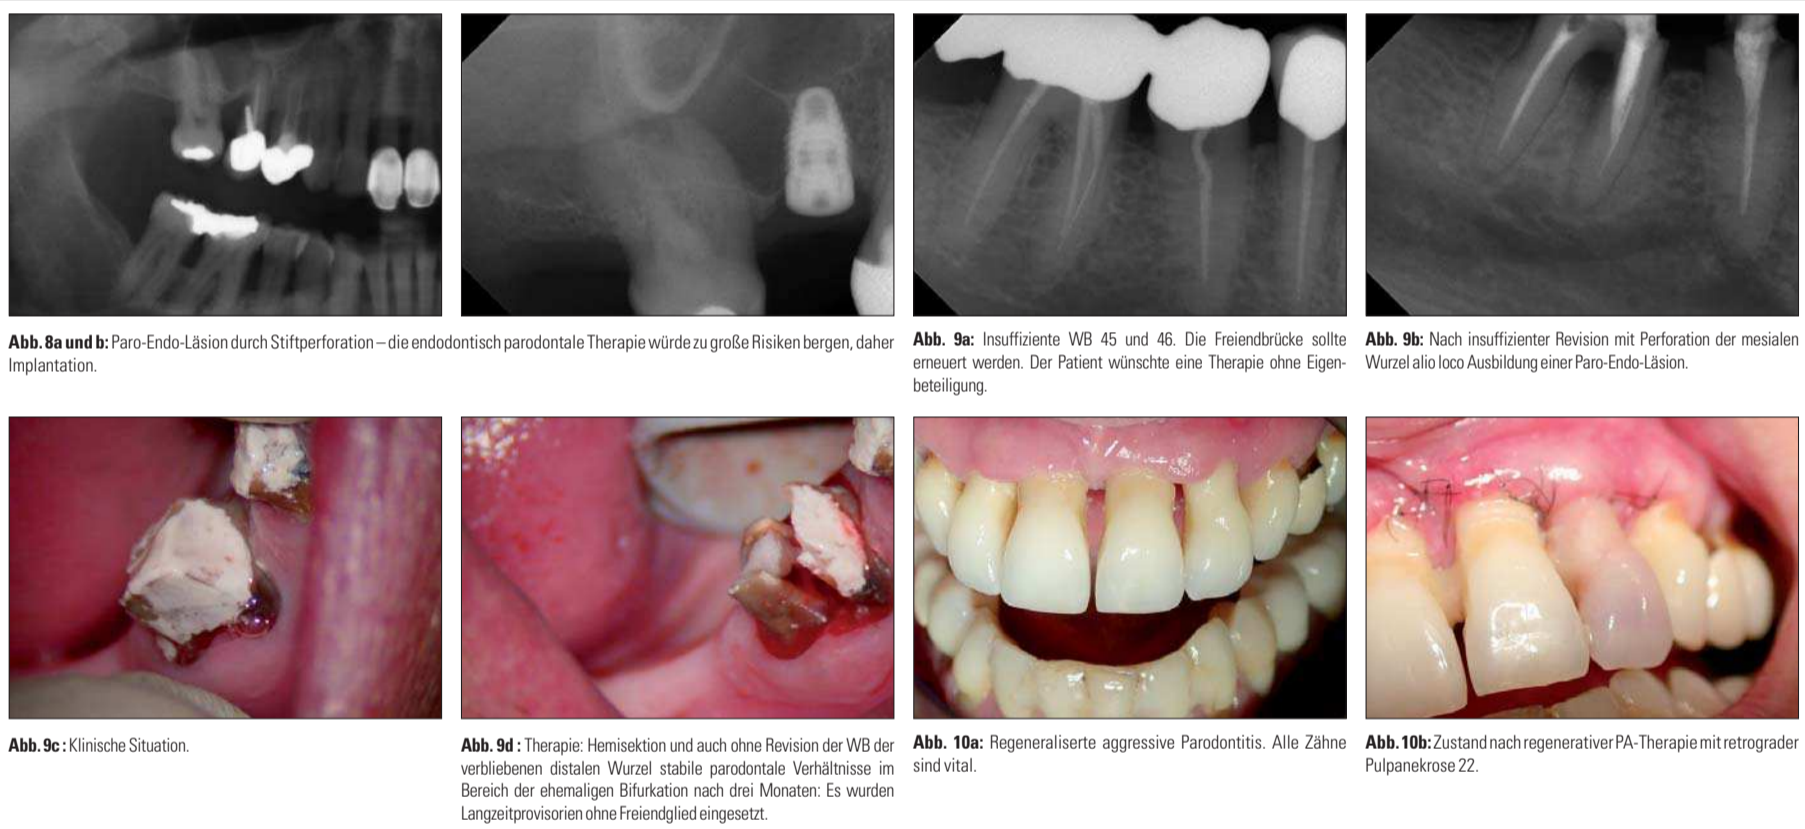 Abb. 8a und b: Paro-Endo-Läsion durch Stiftperforation – die endodontisch parodontale Therapie würde zu große Risiken bergen, daher
Implantation.
Abb. 9a: Insuffiziente WB 45 und 46. Die Freiendbrücke sollte
erneuert werden. Der Patient wünschte eine Therapie ohne Eigen-
beteiligung.
Abb. 9b: Nach insuffizienter Revision mit Perforation der mesialen
Wurzel alio loco Ausbildung einer Paro-Endo-Läsion.
Abb. 9c : Klinische Situation.
Abb. 9d : Therapie: Hemisektion und auch ohne Revision der WB der
verbliebenen distalen Wurzel stabile parodontale Verhältnisse im
Bereich der ehemaligen Bifurkation nach drei Monaten: Es wurden
Langzeitprovisorien ohne Freiendglied eingesetzt.
Abb. 10a: Regeneraliserte aggressive Parodontitis. Alle Zähne
sind vital.
Abb. 10b: Zustand nach regenerativer PA-Therapie mit retrograder
Pulpanekrose 22.